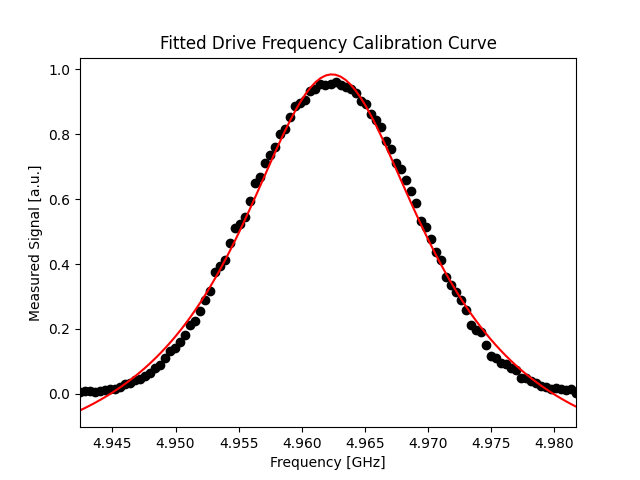 Fitted Drive Frequency Calibration Curve
Measured Signal [a.u.]
1.0
0.8
0.6
0.4
0.2
0.0
4.945 4.950 4.955 4.960 4.965 4.970 4.975 4.980
Frequency [GHz]